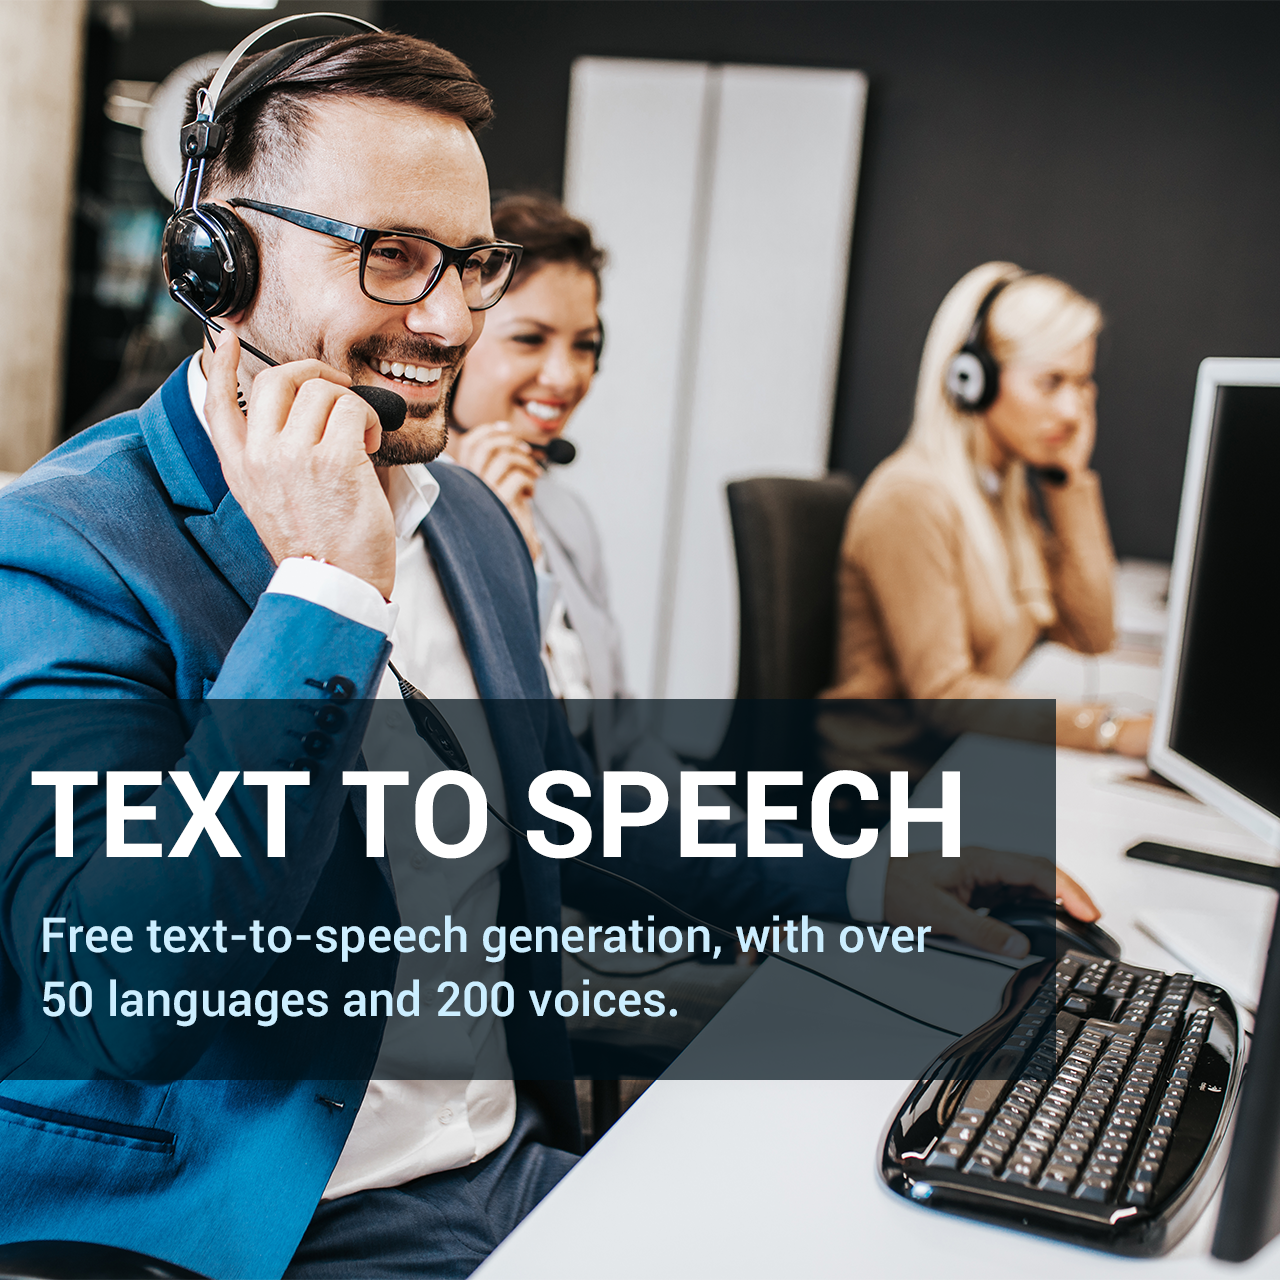 TEXT TO SPEECH
Free text-to-speech generation, with over
50 languages and 200 voices.